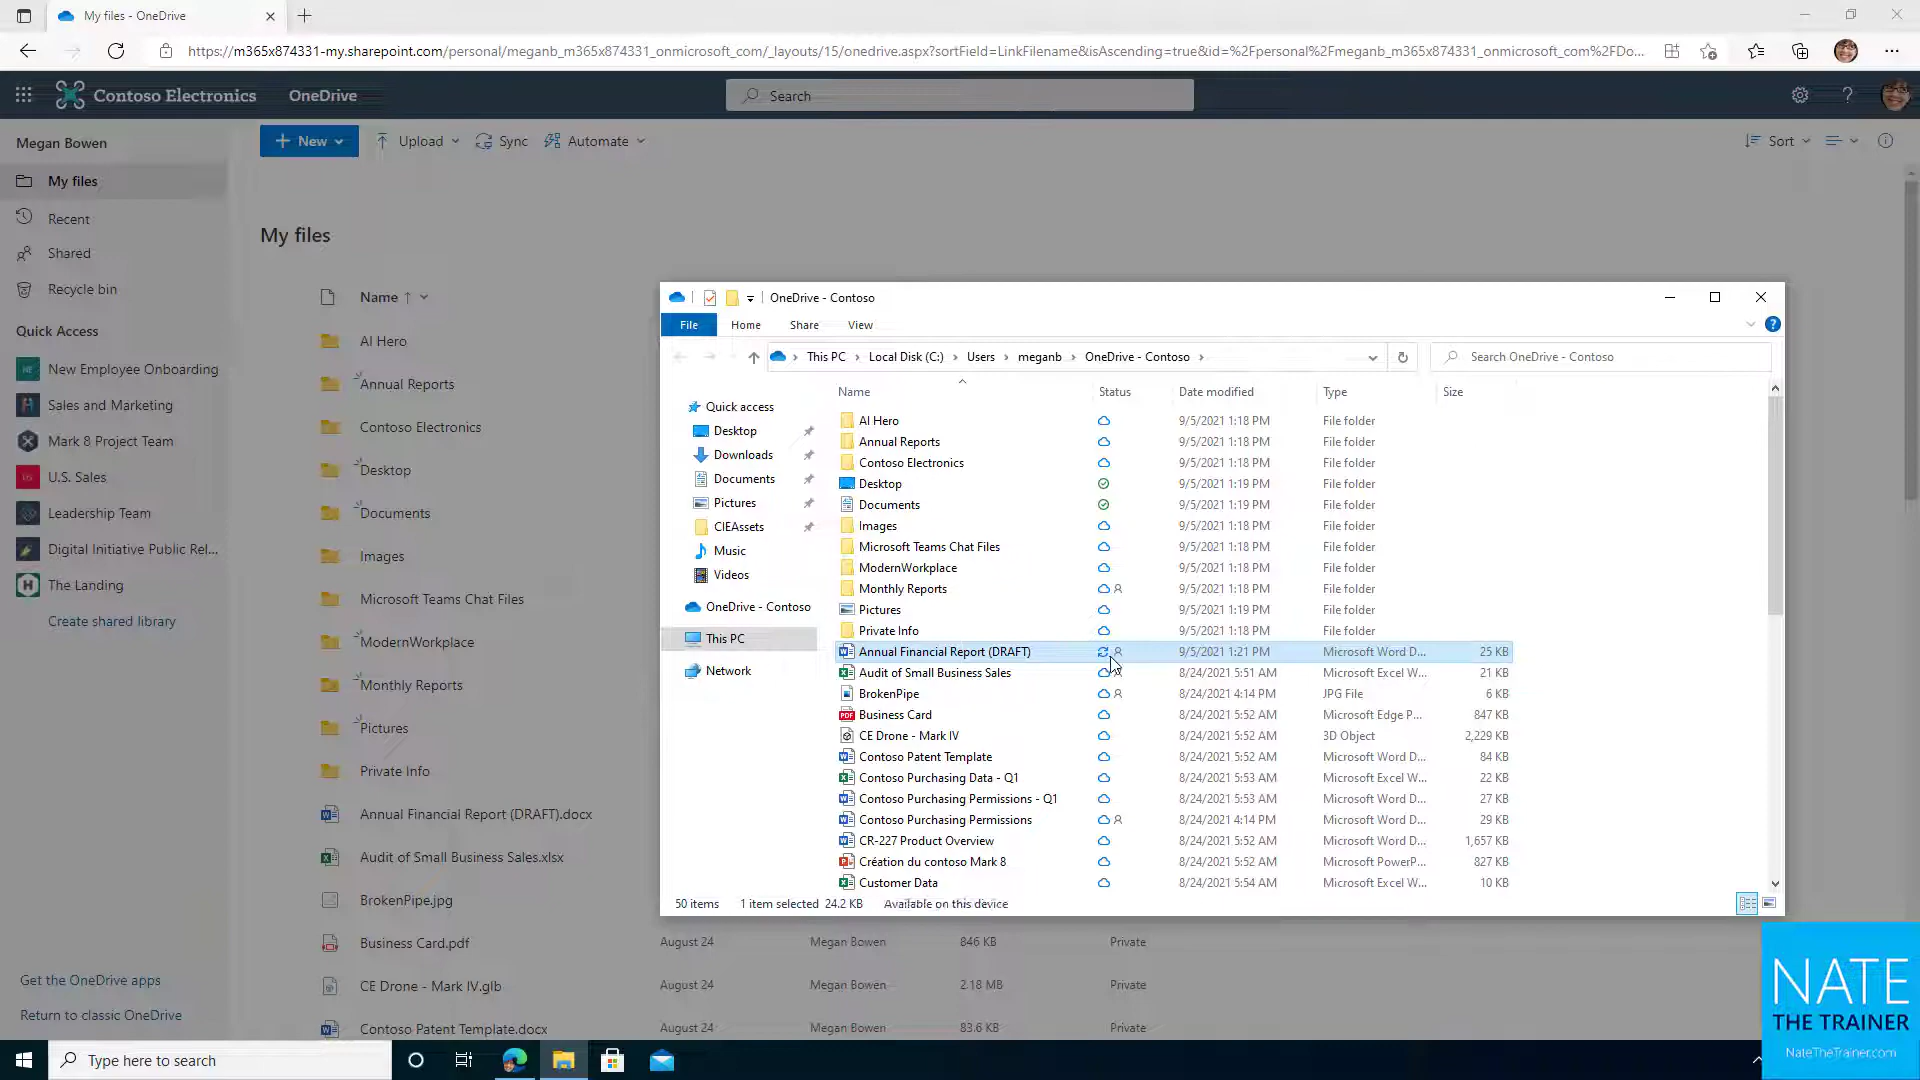 My files - OneDrive
https://m365x874331-my.sharepoint.com/personal/meganb_m365x874331_onmicrosoft_com/_layouts/15/onedrive.aspx?sortField=LinkFilename&isAscending=true&id=%2Fpersonal%2Fmeganb_m365x874331_onmicrosoft_com%2FDo...
Contoso Electronics OneDrive Search
Megan Bowen
New Upload Sync Automate Sort
My files
Recent
Shared
Recycle bin
Quick Access
New Employee Onboarding
Sales and Marketing
Mark 8 Project Team
U.S. Sales
Leadership Team
Digital Initiative Public Rel...
The Landing
Create shared library
Get the OneDrive apps
Return to classic OneDrive
My files
Name
AI Hero
Annual Reports
Contoso Electronics
Desktop
Documents
Images
Microsoft Teams Chat Files
ModernWorkplace
Monthly Reports
Pictures
Private Info
Annual Financial Report (DRAFT).docx
Audit of Small Business Sales.xlsx
BrokenPipe.jpg
Business Card.pdf August 24 Megan Bowen 846 KB Private
CE Drone - Mark IV.glb August 24 Megan Bowen 2.18 MB Private
Contoso Patent Template.docx August 24 Megan Bowen 83.6 KB Private
OneDrive - Contoso
File Home Share View
This PC Local Disk (C:) Users meganb OneDrive - Contoso Search OneDrive - Contoso
Quick access
Desktop
Downloads
Documents
Pictures
CIEAssets
Music
Videos
OneDrive - Contoso
This PC
Network
Name Status Date modified Type Size
AI Hero 9/5/2021 1:18 PM File folder
Annual Reports 9/5/2021 1:18 PM File folder
Contoso Electronics 9/5/2021 1:18 PM File folder
Desktop 9/5/2021 1:19 PM File folder
Documents 9/5/2021 1:19 PM File folder
Images 9/5/2021 1:18 PM File folder
Microsoft Teams Chat Files 9/5/2021 1:18 PM File folder
ModernWorkplace 9/5/2021 1:18 PM File folder
Monthly Reports 9/5/2021 1:18 PM File folder
Pictures 9/5/2021 1:19 PM File folder
Private Info 9/5/2021 1:18 PM File folder
Annual Financial Report (DRAFT) 9/5/2021 1:21 PM Microsoft Word D... 25 KB
Audit of Small Business Sales 8/24/2021 5:51 AM Microsoft Excel W... 21 KB
BrokenPipe 8/24/2021 4:14 PM JPG File 6 KB
Business Card 8/24/2021 5:52 AM Microsoft Edge P... 847 KB
CE Drone - Mark IV 8/24/2021 5:52 AM 3D Object 2,229 KB
Contoso Patent Template 8/24/2021 5:52 AM Microsoft Word D... 84 KB
Contoso Purchasing Data - Q1 8/24/2021 5:53 AM Microsoft Excel W... 22 KB
Contoso Purchasing Permissions - Q1 8/24/2021 5:53 AM Microsoft Word D... 27 KB
Contoso Purchasing Permissions 8/24/2021 4:14 PM Microsoft Word D... 29 KB
CR-227 Product Overview 8/24/2021 5:52 AM Microsoft Word D... 1,657 KB
Création du contoso Mark 8 8/24/2021 5:52 AM Microsoft PowerP... 827 KB
Customer Data 8/24/2021 5:54 AM Microsoft Excel W... 10 KB
50 items 1 item selected 24.2 KB Available on this device
Type here to search
NATE
THE TRAINER
NateTheTrainer.com